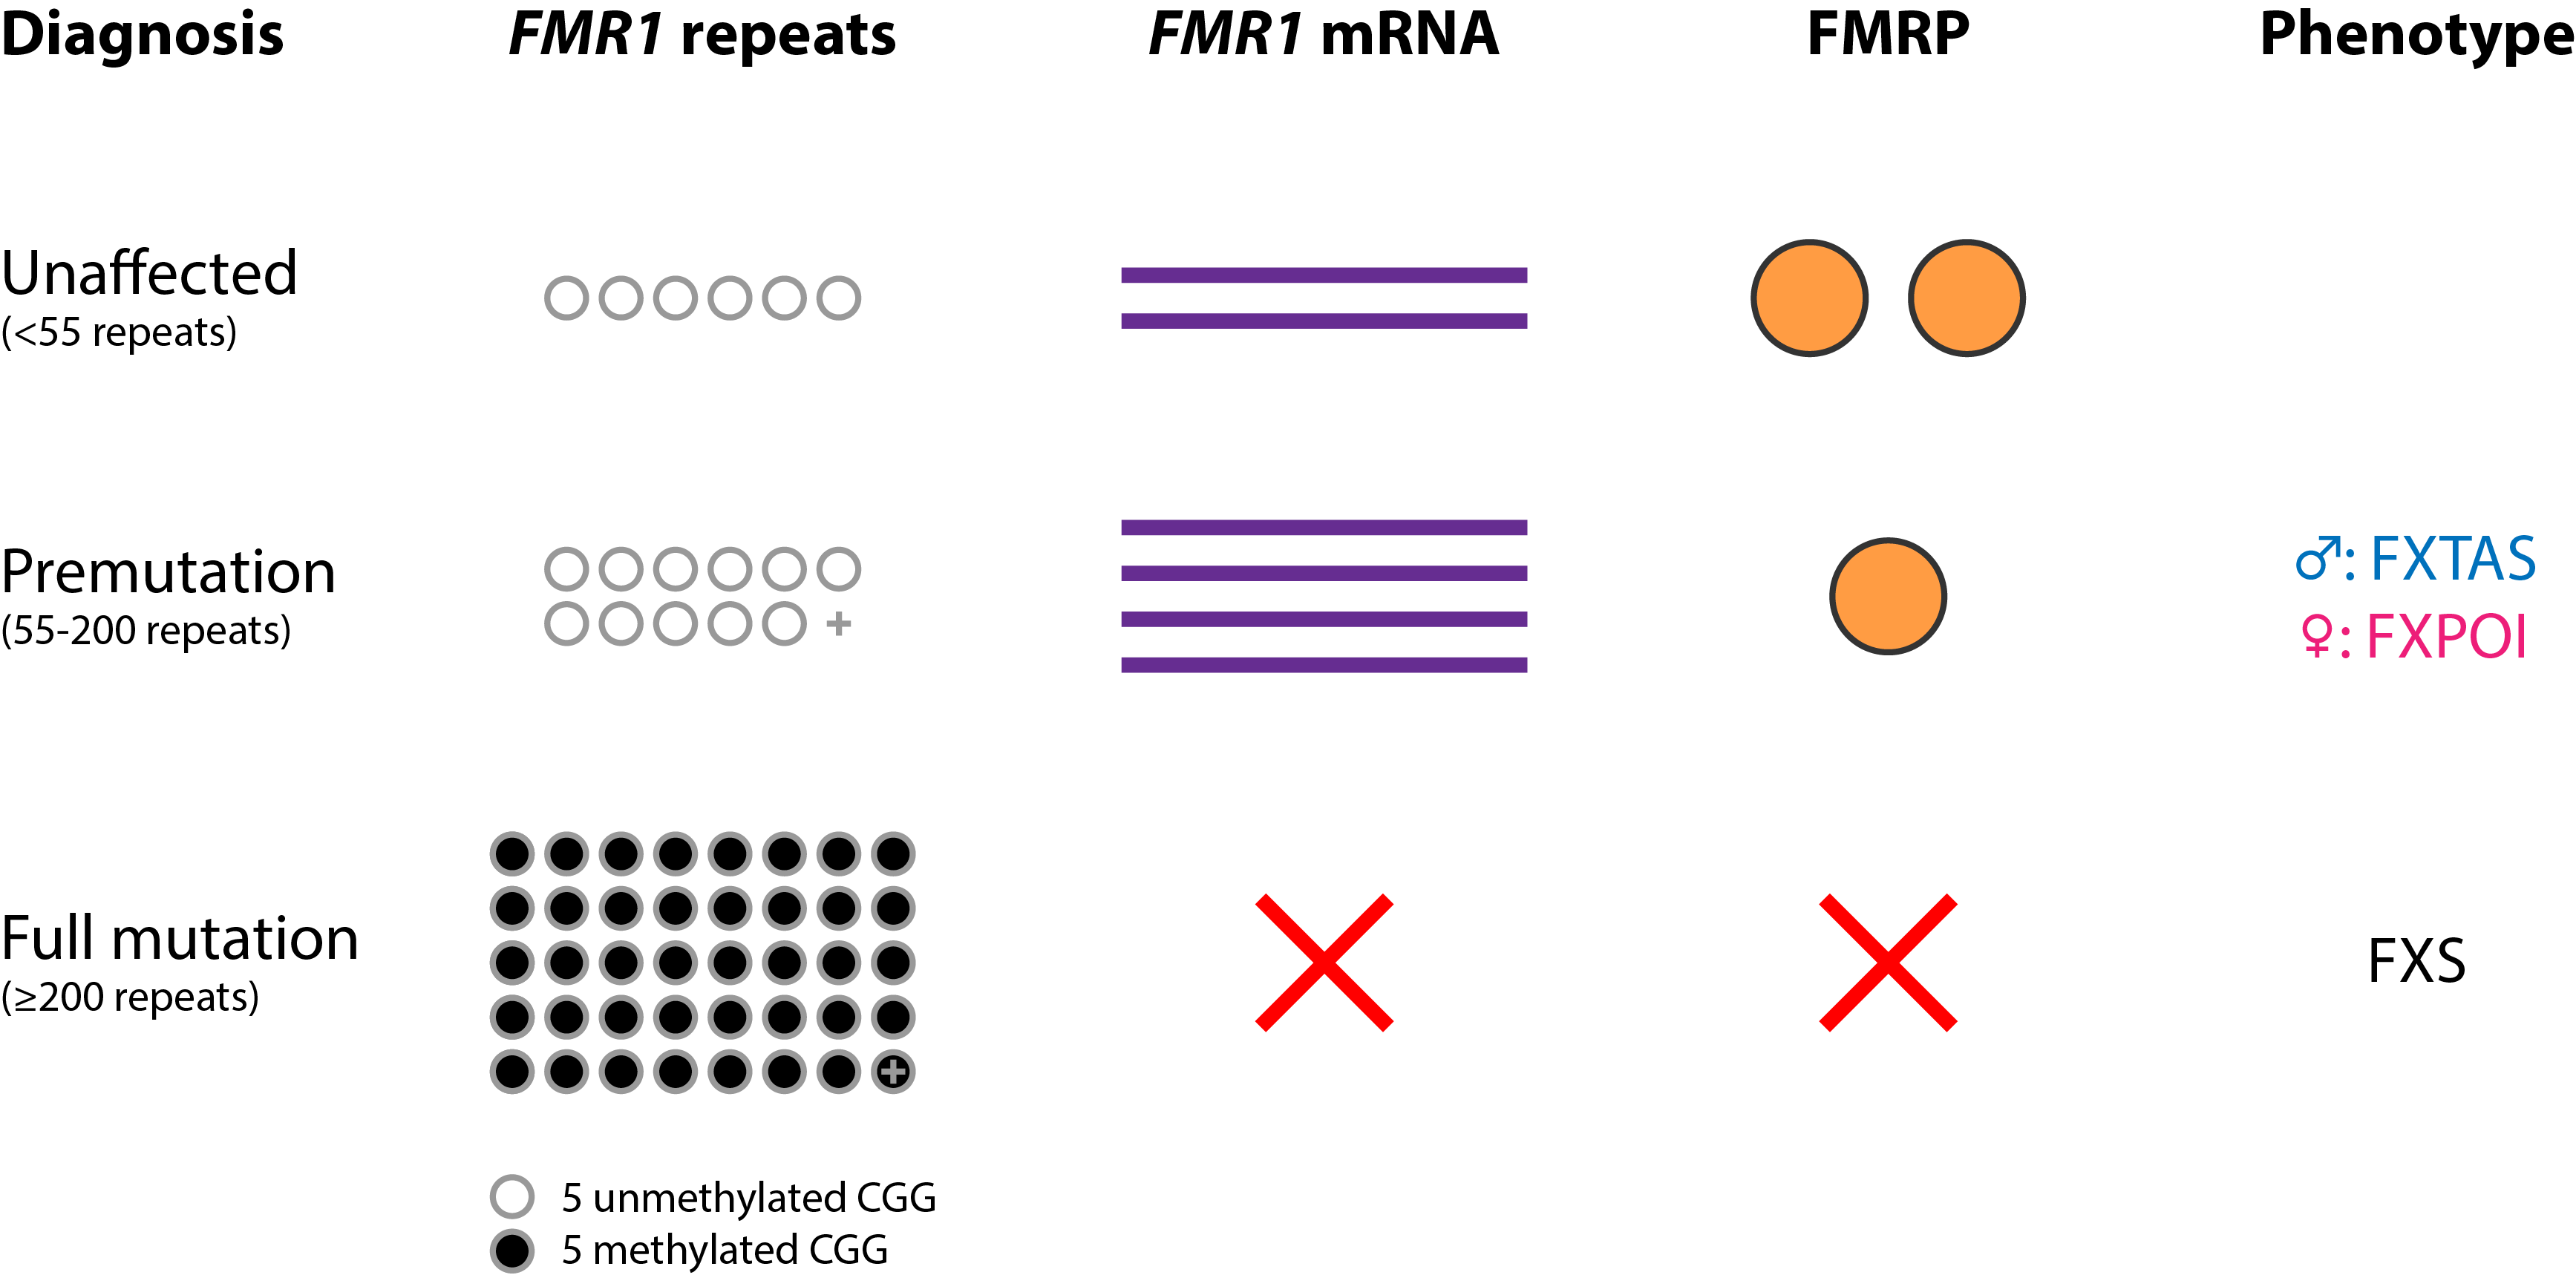 Diagnosis FMR1 repeats FMR1 mRNA FMRP Phenotype
Unaffected
(<55 repeats)
Premutation
(55-200 repeats)
+
♂: FXTAS
♀: FXPOI
Full mutation
(≥200 repeats)
+
FXS
5 unmethylated CGG
5 methylated CGG